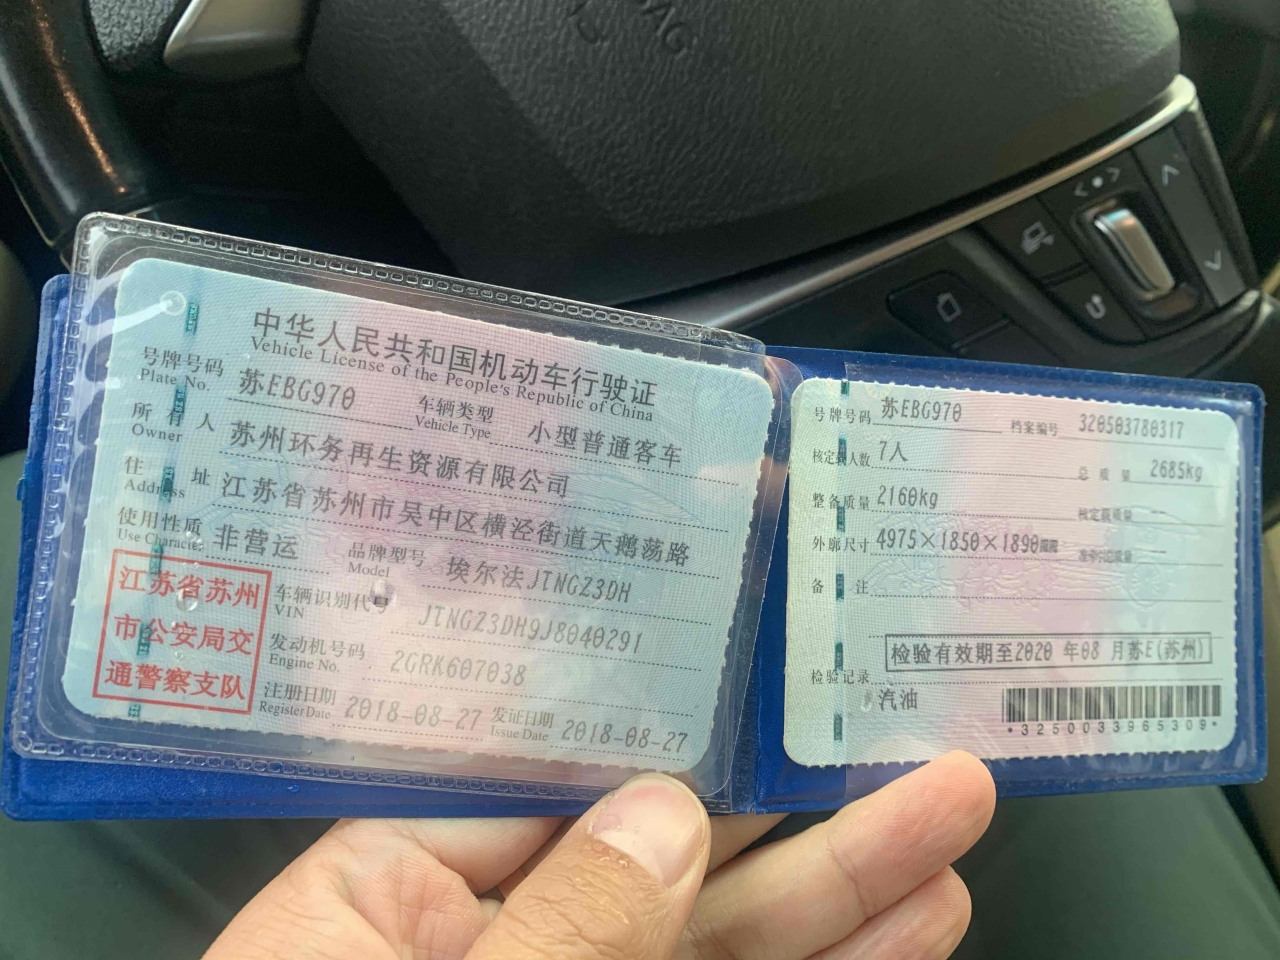 BAG
中华人民共和国机动车行驶证
Vehicle License of the People's Republic of China
号牌号码 苏EBG970 车辆类型 小型普通客车
Plate No. Vehicle Type
所有人 苏州环务再生资源有限公司
Owner
住址 江苏省苏州市吴中区横泾街道天鹅荡路
Address
使用性质 非营运 品牌型号 埃尔法JTNGZ3DH
Use Character Model
江苏省苏州
市公安局交
通警察支队
车辆识别代号 JTNGZ3DH9J8040291
VIN
发动机号码 2GRK607038
Engine No.
注册日期 2018-08-27 发证日期 2018-08-27
Register Date Issue Date
号牌号码 苏EBG970 档案编号 320503780317
核定载人数 7人 总质量 2685kg
整备质量 2160kg 核定载质量 --
外廓尺寸 4975×1850×1890 准牵引总质量 --
备注
检验有效期至2020 年08 月苏E(苏州)
检验记录
汽油
*3250033965309*